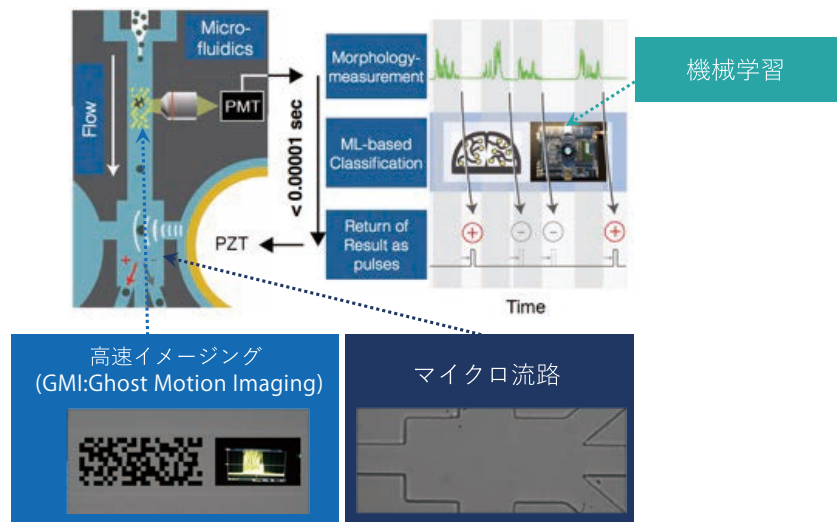 Micro-
fluidics
Flow
PMT
< 0.00001 sec
PZT
+
-
Morphology-
measurement
ML-based
Classification
Return of
Result as
pulses
+
-
-
+
Time
機械学習
高速イメージング
(GMI:Ghost Motion Imaging)
マイクロ流路